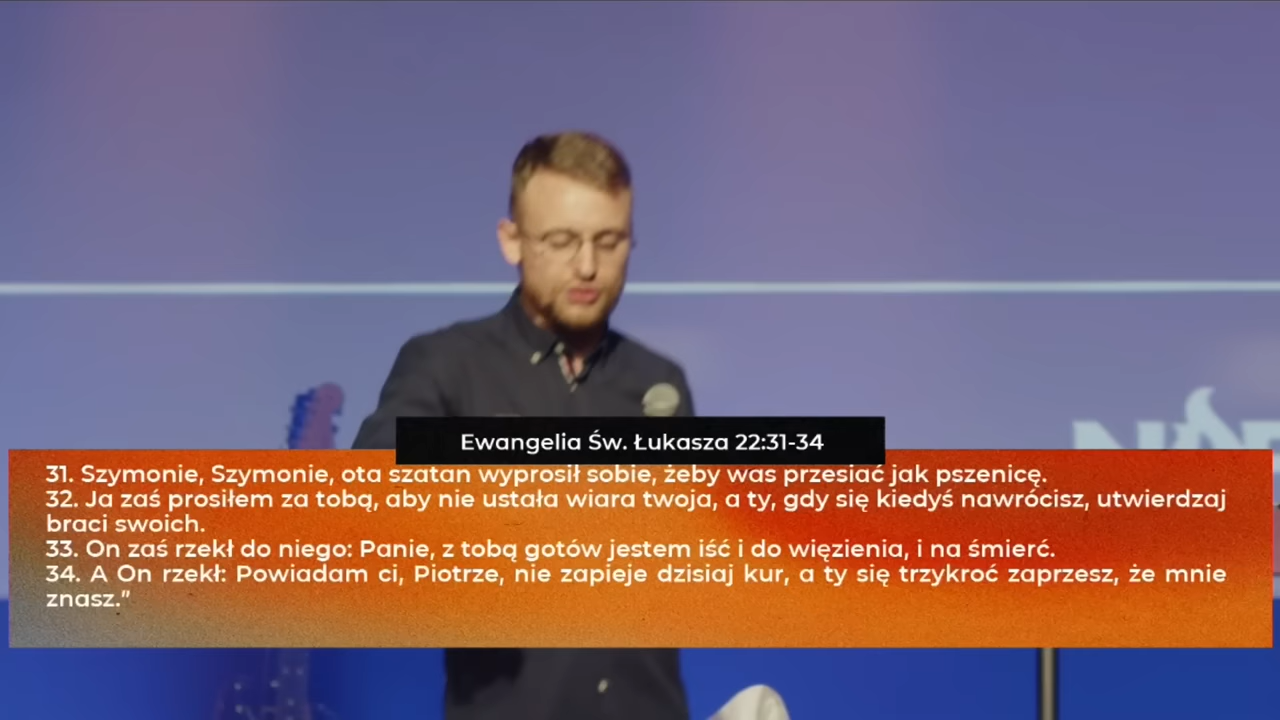 Ewangelia Św. Łukasza 22:31-34
31. Szymonie, Szymonie, ota szatan wyprosił sobie, żeby was przesiać jak pszenicę.
32. Ja zaś prosiłem za tobą, aby nie ustała wiara twoja, a ty, gdy się kiedyś nawrócisz, utwierdzaj
braci swoich.
33. On zaś rzekł do niego: Panie, z tobą gotów jestem iść i do więzienia, i na śmierć.
34. A On rzekł: Powiadam ci, Piotrze, nie zapieje dzisiaj kur, a ty się trzykroć zaprzesz, że mnie
znasz.”